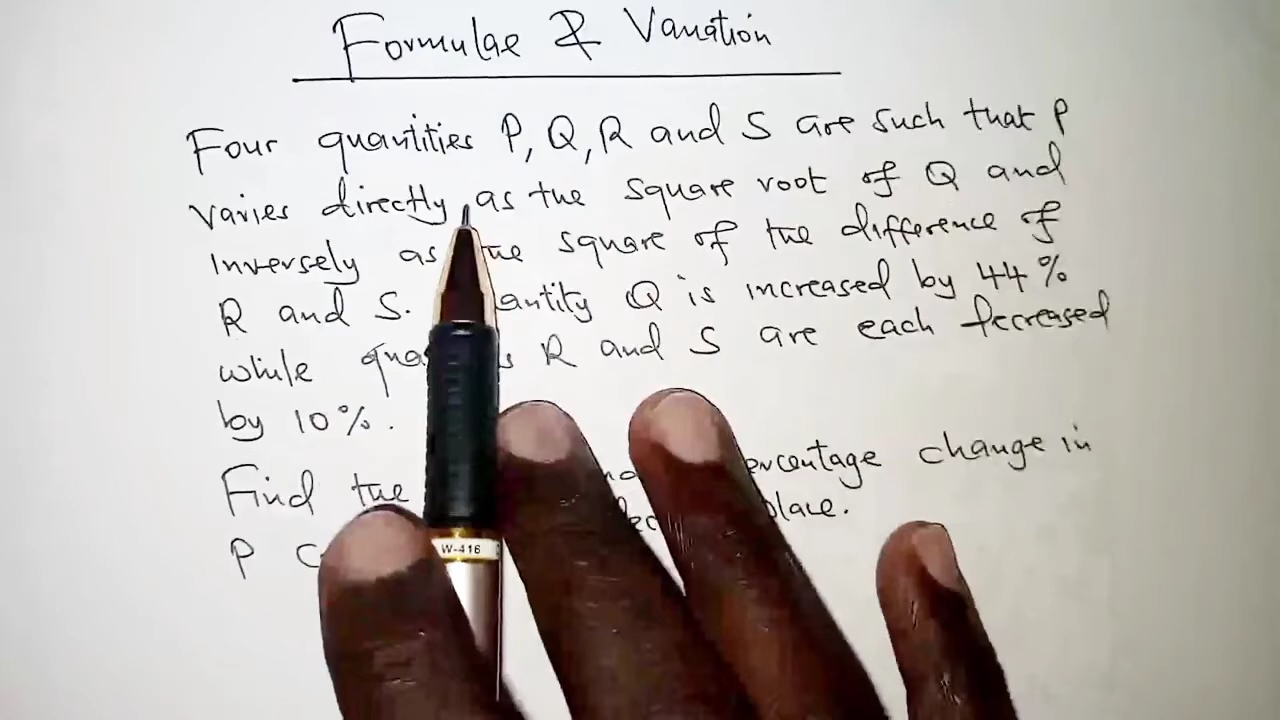 Formulae & Variation
Four quantities P, Q, R and S are such that P
varies directly as the square root of Q and
inversely as the square of the difference of
R and S. Q is increased by 44%
while R and S are each decreased
by 10%.
Find the percentage change in
P place.
W-416